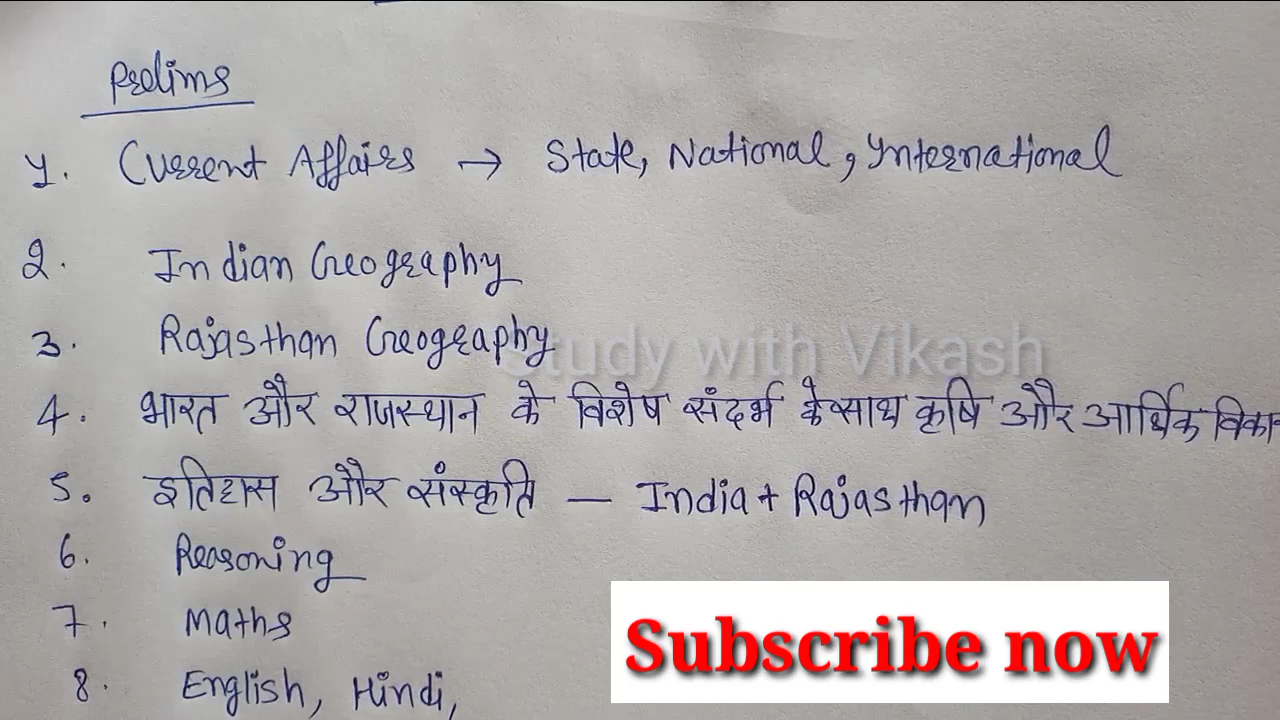 Prelims
1. Current Affairs → State, National, International
2. Indian Geography
3. Rajasthan Geography
Study with Vikash
4. भारत और राजस्थान के विशेष संदर्भ के साथ कृषि और आर्थिक विका
5. इतिहास और संस्कृति — India + Rajasthan
6. Reasoning
7. Maths
Subscribe now
8. English, Hindi,